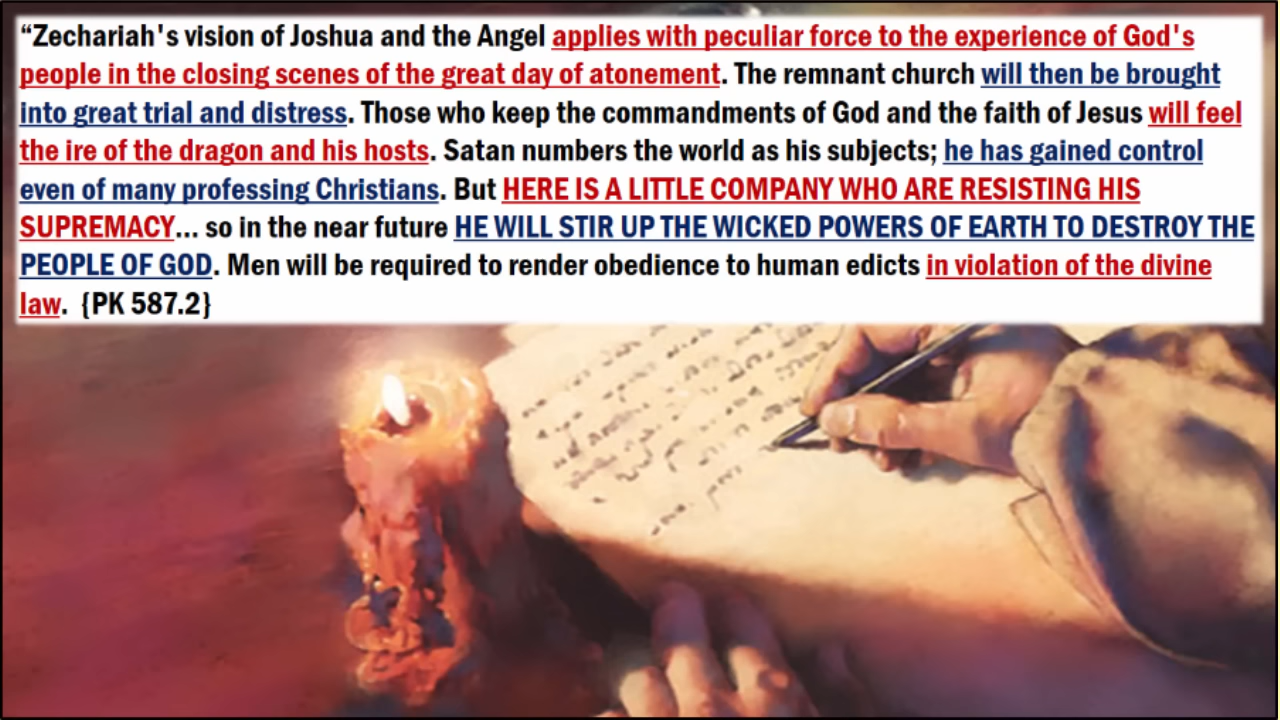 “Zechariah's vision of Joshua and the Angel applies with peculiar force to the experience of God's
people in the closing scenes of the great day of atonement. The remnant church will then be brought
into great trial and distress. Those who keep the commandments of God and the faith of Jesus will feel
the ire of the dragon and his hosts. Satan numbers the world as his subjects; he has gained control
even of many professing Christians. But HERE IS A LITTLE COMPANY WHO ARE RESISTING HIS
SUPREMACY... so in the near future HE WILL STIR UP THE WICKED POWERS OF EARTH TO DESTROY THE
PEOPLE OF GOD. Men will be required to render obedience to human edicts in violation of the divine
law. {PK 587.2}